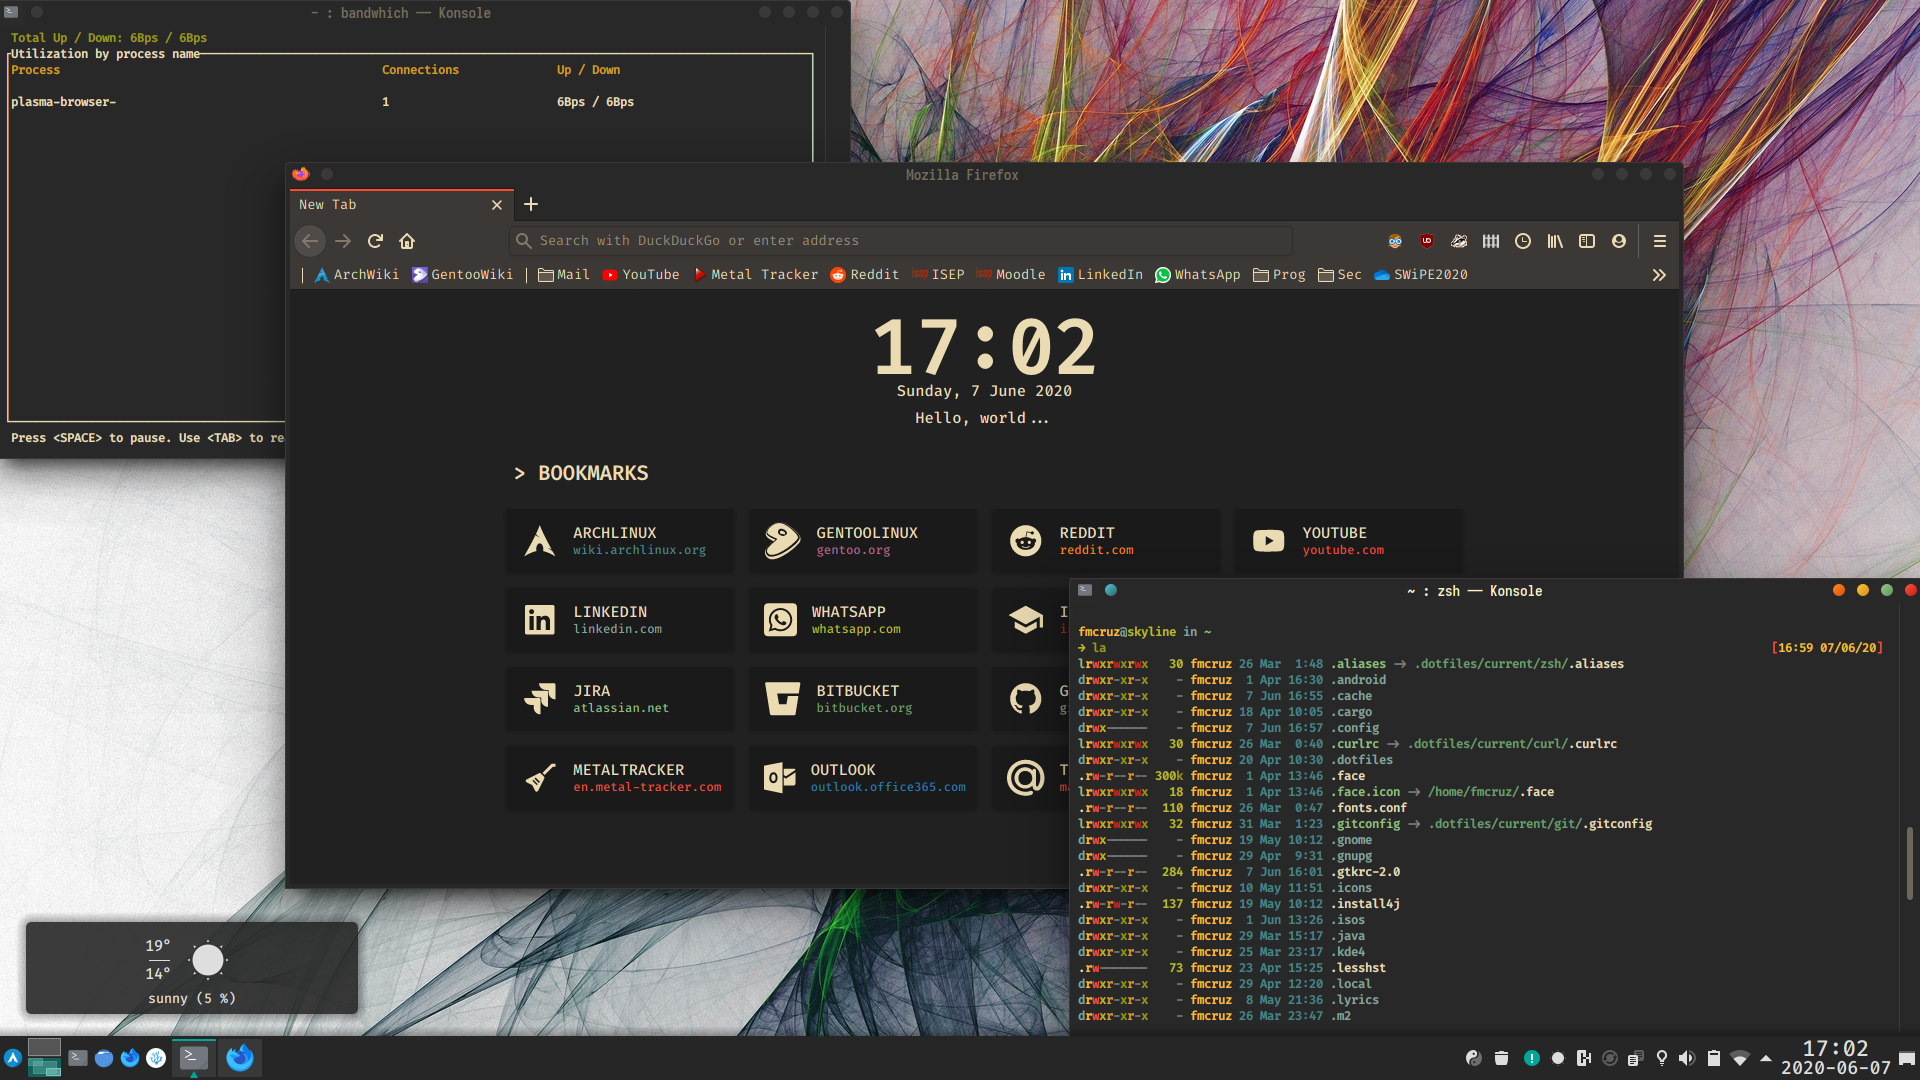 ~ : bandwhich — Konsole
Total Up / Down: 6Bps / 6Bps
Utilization by process name
Process Connections Up / Down
plasma-browser- 1 6Bps / 6Bps
Press <SPACE> to pause. Use <TAB> to
Mozilla Firefox
New Tab
Search with DuckDuckGo or enter address
ArchWiki GentooWiki Mail YouTube Metal Tracker Reddit ISEP Moodle LinkedIn WhatsApp Prog Sec SWiPE2020
17:02
Sunday, 7 June 2020
Hello, world...
> BOOKMARKS
ARCHLINUX
wiki.archlinux.org
GENTOOLINUX
gentoo.org
REDDIT
reddit.com
YOUTUBE
youtube.com
LINKEDIN
linkedin.com
WHATSAPP
whatsapp.com
JIRA
atlassian.net
BITBUCKET
bitbucket.org
METALTRACKER
en.metal-tracker.com
OUTLOOK
outlook.office365.com
~ : zsh — Konsole
fmcruz@skyline in ~
→ la [16:59 07/06/20]
lrwxrwxrwx 30 fmcruz 26 Mar 1:48 .aliases → .dotfiles/current/zsh/.aliases
drwxr-xr-x - fmcruz 1 Apr 16:30 .android
drwxr-xr-x - fmcruz 7 Jun 16:55 .cache
drwxr-xr-x - fmcruz 18 Apr 10:05 .cargo
drwx------ - fmcruz 7 Jun 16:57 .config
lrwxrwxrwx 30 fmcruz 26 Mar 0:40 .curlrc → .dotfiles/current/curl/.curlrc
drwxr-xr-x - fmcruz 20 Apr 10:30 .dotfiles
.rw-r--r-- 300k fmcruz 1 Apr 13:46 .face
lrwxrwxrwx 18 fmcruz 1 Apr 13:46 .face.icon → /home/fmcruz/.face
.rw-r--r-- 110 fmcruz 26 Mar 0:47 .fonts.conf
lrwxrwxrwx 32 fmcruz 31 Mar 1:23 .gitconfig → .dotfiles/current/git/.gitconfig
drwx------ - fmcruz 19 May 10:12 .gnome
drwx------ - fmcruz 29 Apr 9:31 .gnupg
.rw-r--r-- 284 fmcruz 7 Jun 16:01 .gtkrc-2.0
drwxr-xr-x - fmcruz 10 May 11:51 .icons
.rw-rw-r-- 137 fmcruz 19 May 10:12 .install4j
drwxr-xr-x - fmcruz 1 Jun 13:26 .isos
drwxr-xr-x - fmcruz 29 Mar 15:17 .java
drwxr-xr-x - fmcruz 25 Mar 23:17 .kde4
.rw------- 73 fmcruz 23 Apr 15:25 .lesshst
drwxr-xr-x - fmcruz 29 Apr 12:20 .local
drwxr-xr-x - fmcruz 8 May 21:36 .lyrics
drwxr-xr-x - fmcruz 26 Mar 23:47 .m2
19°
14°
sunny (5 %)
17:02
2020-06-07